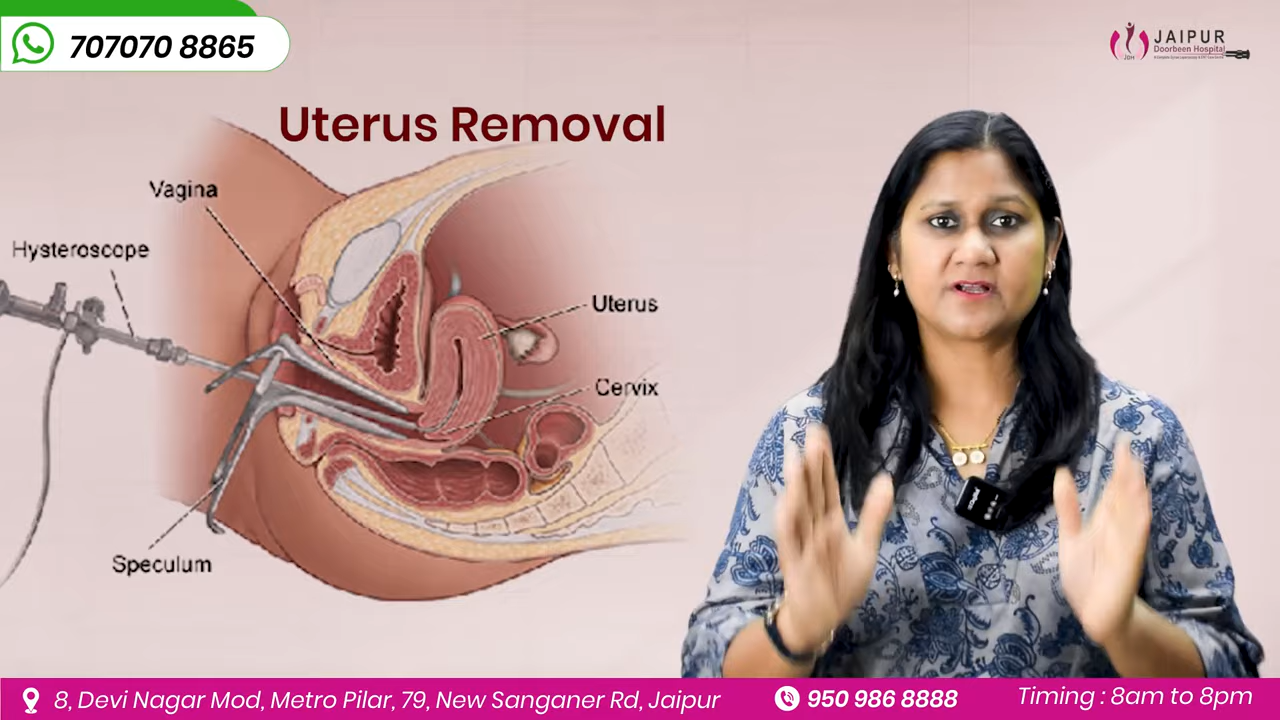 707070 8865
JAIPUR
Doorbeen Hospital
JDH
Uterus Removal
Vagina
Hysteroscope
Uterus
Cervix
Speculum
8, Devi Nagar Mod, Metro Pilar, 79, New Sanganer Rd, Jaipur
950 986 8888
Timing : 8am to 8pm